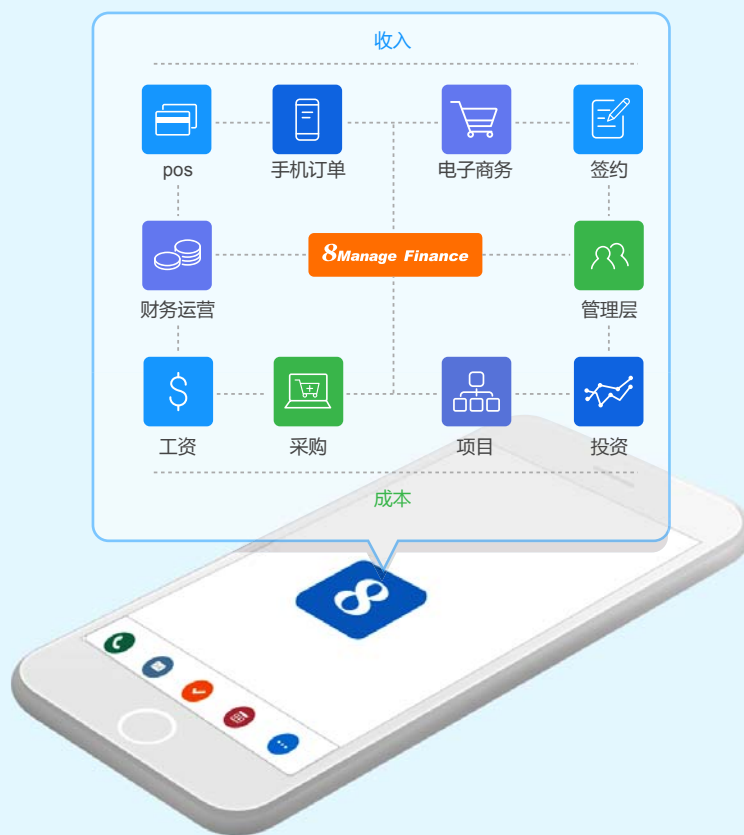 收入
pos
手机订单
电子商务
签约
8Manage Finance
财务运营
管理层
工资
采购
项目
投资
成本
8